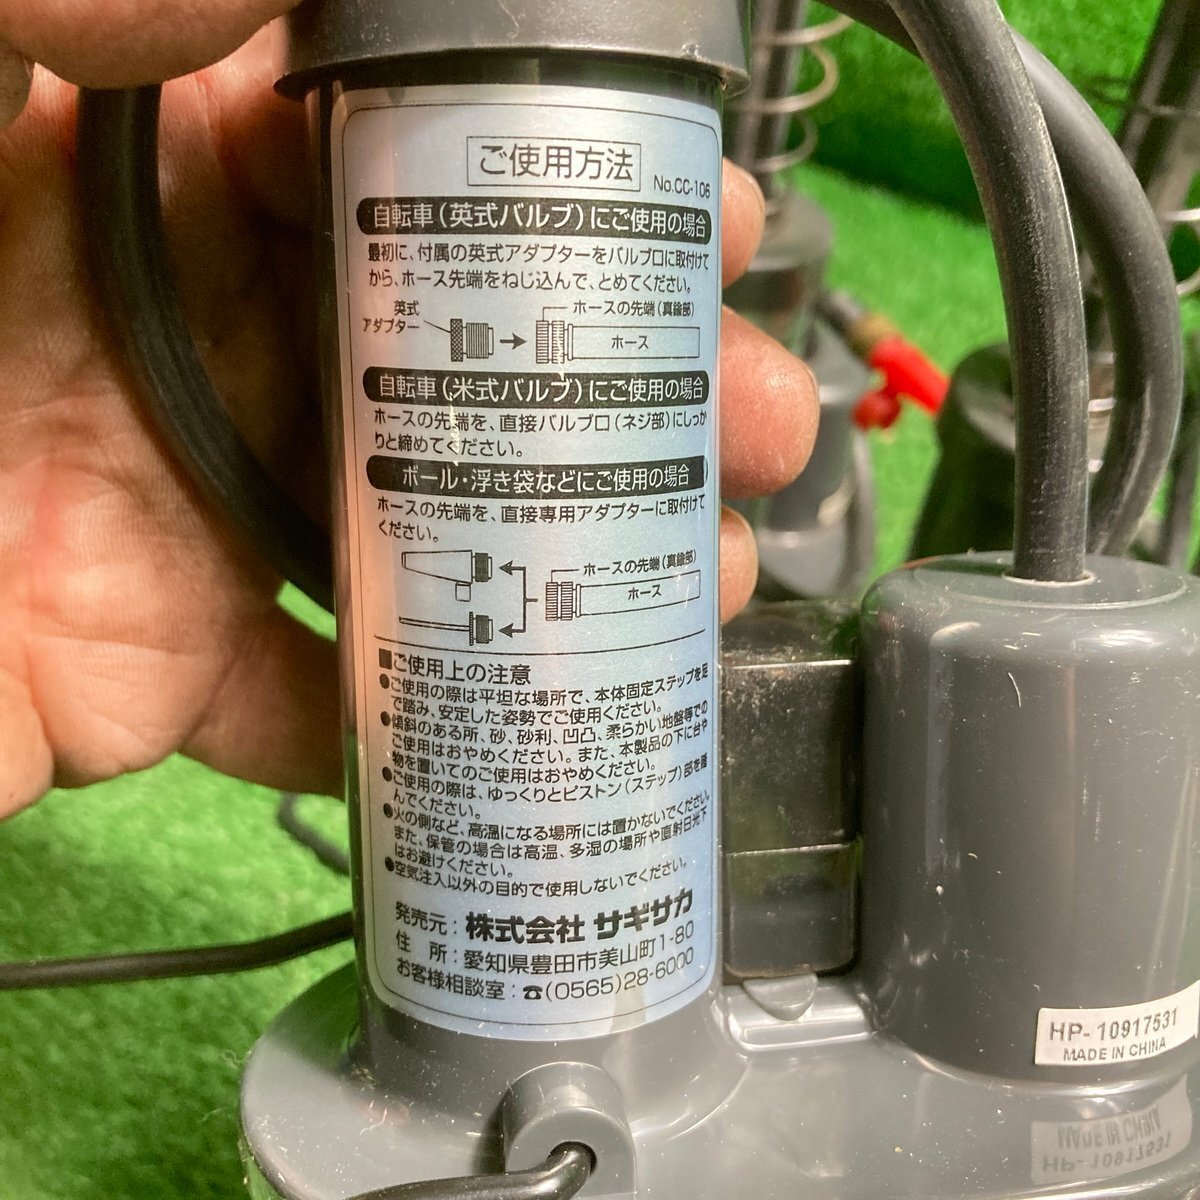 ご使用方法
No.CC-106
自転車(英式バルブ)にご使用の場合
最初に、付属の英式アダプターをバルブ口に取付けて
から、ホース先端をねじ込んで、とめてください。
英式
アダプター
ホースの先端(真鍮部)
ホース
自転車(米式バルブ)にご使用の場合
ホースの先端を、直接バルブ口(ネジ部)にしっか
りと締めてください。
ボール・浮き袋などにご使用の場合
ホースの先端を、直接専用アダプターに取付けて
ください。
ホースの先端(真鍮部)
ホース
■ご使用上の注意
●ご使用の際は平坦な場所で、本体固定ステップを足
で踏み、安定した姿勢でご使用ください。
●傾斜のある所、砂、砂利、凹凸、柔らかい地盤等での
ご使用はおやめください。また、本製品の下に台や
物を置いてのご使用はおやめください。
●ご使用の際は、ゆっくりとピストン(ステップ)部を踏
んでください。
●火の側など、高温になる場所には置かないでください。
また、保管の場合は高温、多湿の場所や直射日光下
はお避けください。
●空気注入以外の目的で使用しないでください。
発売元:株式会社 サギサカ
住 所:愛知県豊田市美山町1-80
お客様相談室:☎(0565)28-6000
HP-10917531
MADE IN CHINA